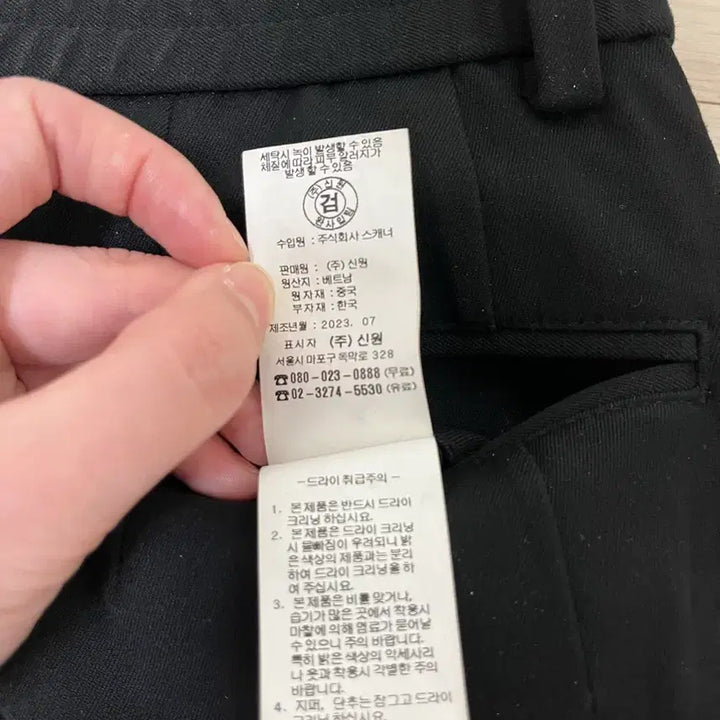 세탁시 녹이 발생할 수 있음
체질에 따라 피부 알러지가
발생할 수 있음
(주)신원
검
완사입필
수입원 : 주식회사 스캐너
판매원 : (주) 신원
원산지 : 베트남
원자재 : 중국
부자재 : 한국
제조년월 : 2023. 07
표시자 (주) 신원
서울시 마포구 독막로 328
☎080-023-0888 (무료)
☎02-3274-5530 (유료)
-드라이 취급주의-
1. 본 제품은 반드시 드라이
크리닝 하십시요.
2. 본 제품은 드라이 크리닝
시 물빠짐이 우려되니 밝
은 색상의 제품과는 분리
하여 드라이 크리닝을 하
여 주십시요.
3. 본 제품은 비를 맞거나,
습기가 많은 곳에서 착용시
마찰에 의해 염료가 묻어날
수 있으니 주의 바랍니다.
특히 밝은 색상의 악세사리
나 옷과 착용시 각별한 주의
바랍니다.
4. 지퍼, 단추는 잠그고 드라이
크리닝 하십시요.